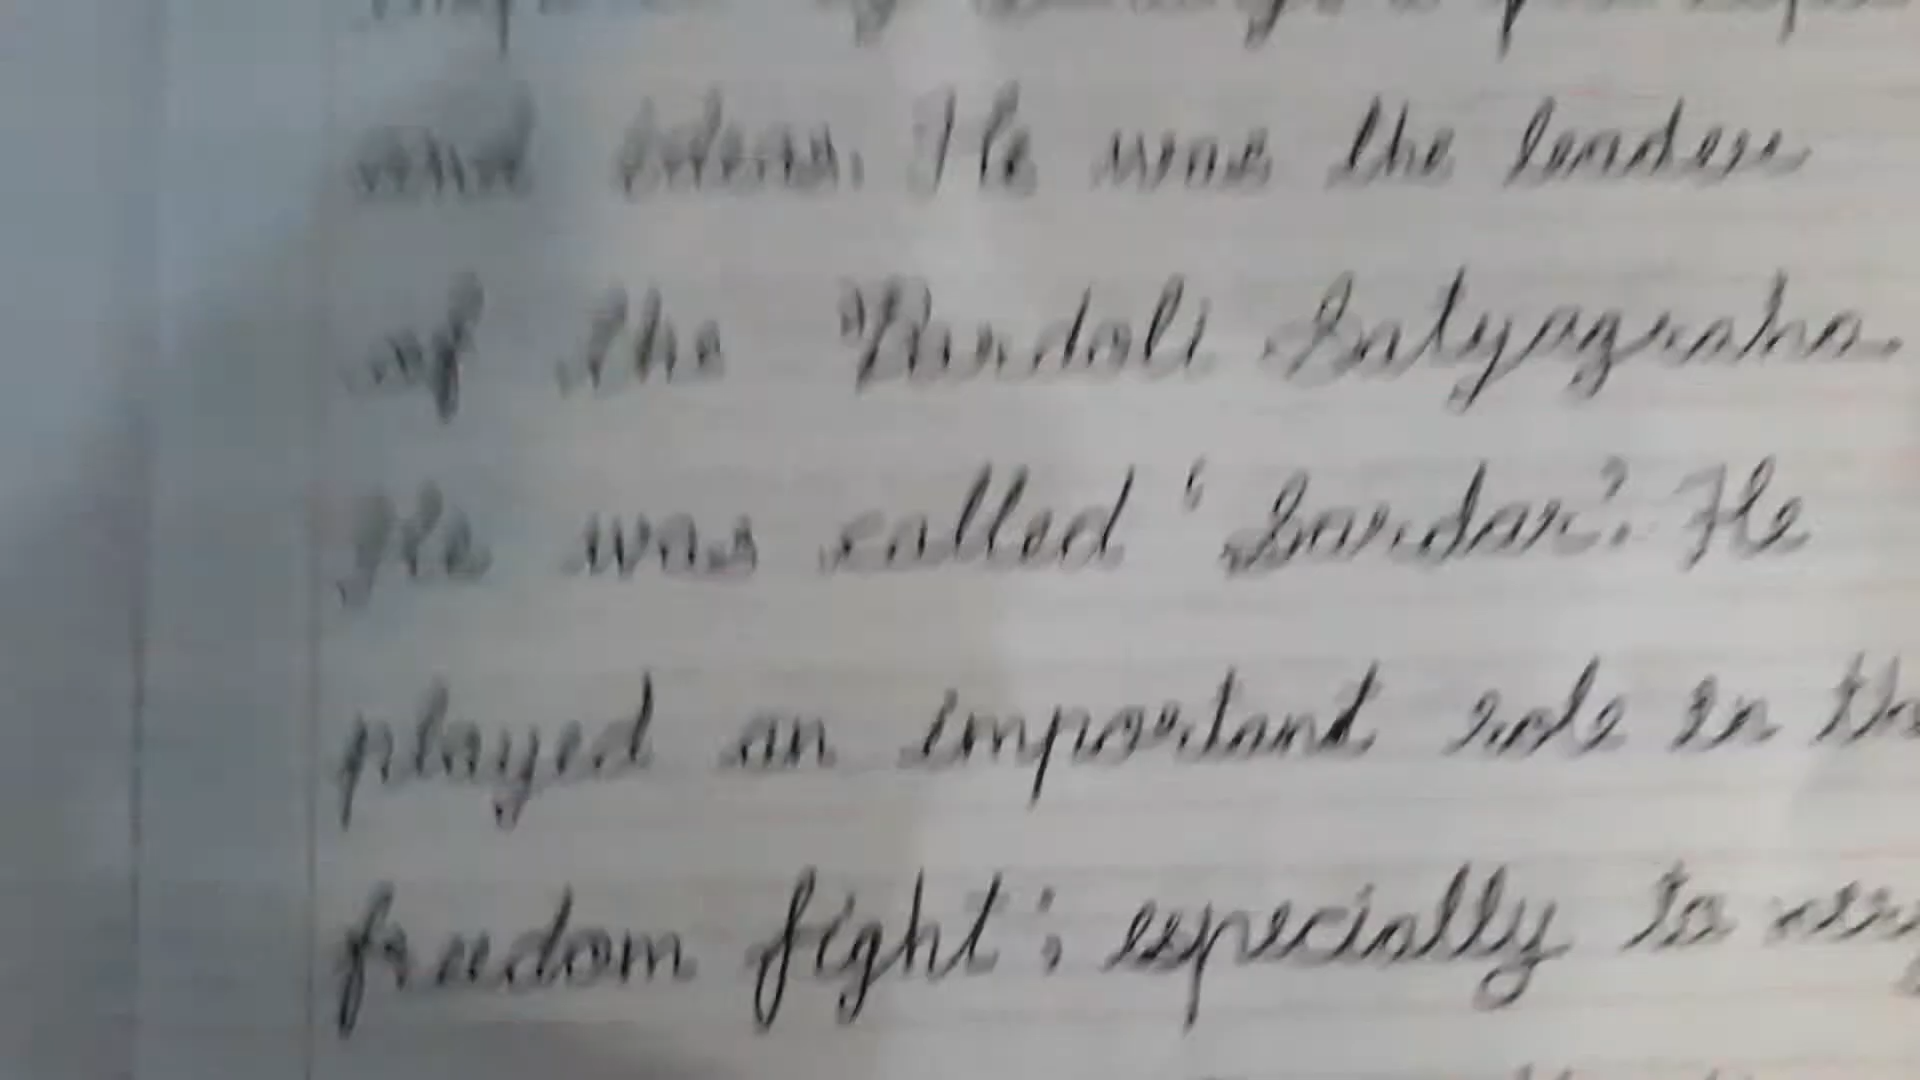 and ideas. He was the leader
of the Bardoli Satyagraha.
He was called 'Sardar'. He
played an important role in the
freedom fight; especially to